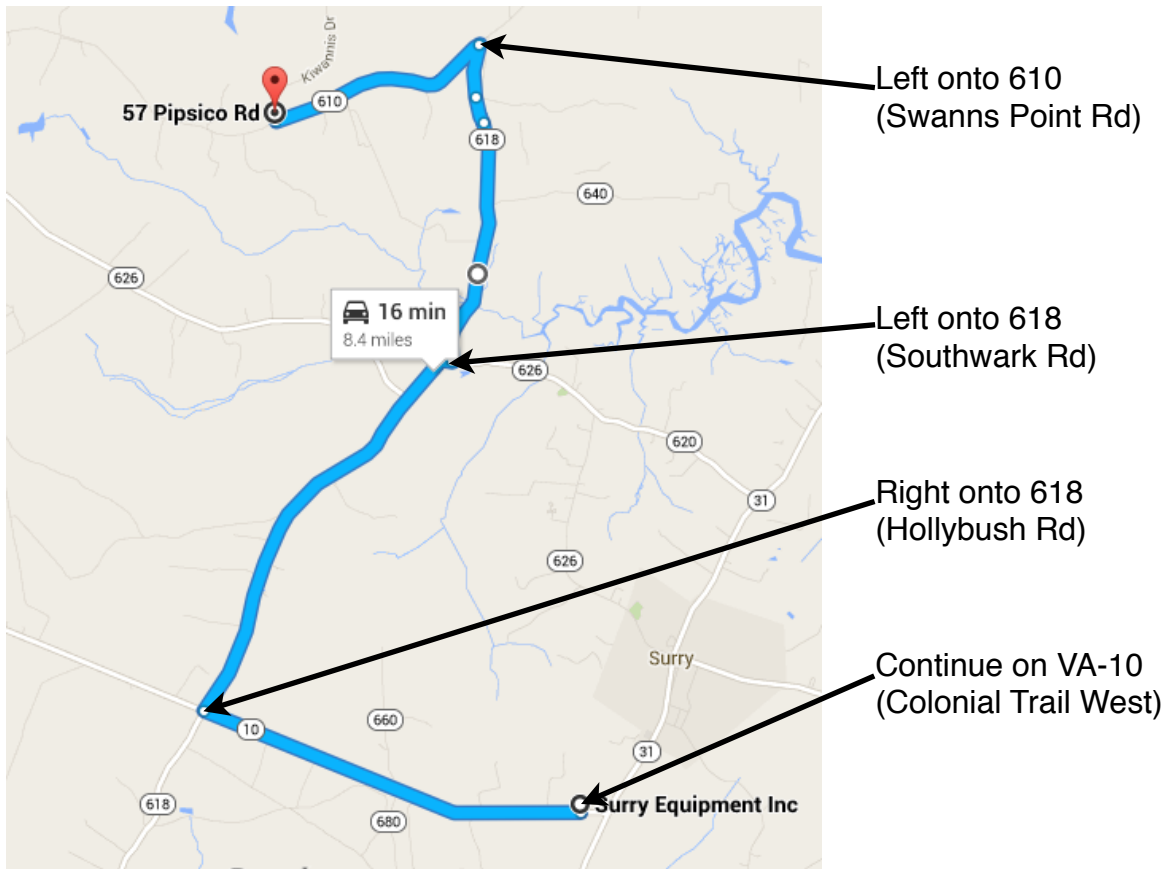 Kiwannis Dr
Left onto 610
(Swanns Point Rd)
57 Pipsico Rd
610
618
640
626
16 min
8.4 miles
Left onto 618
(Southwark Rd)
626
620
31
Right onto 618
(Hollybush Rd)
626
Surry
Continue on VA-10
(Colonial Trail West)
660
10
31
618
Surry Equipment Inc
680